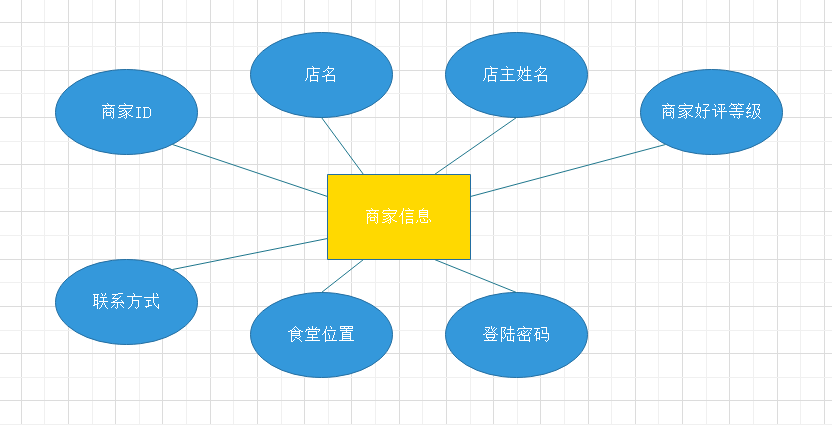 店名
店主姓名
商家ID
商家好评等级
商家信息
联系方式
食堂位置
登陆密码